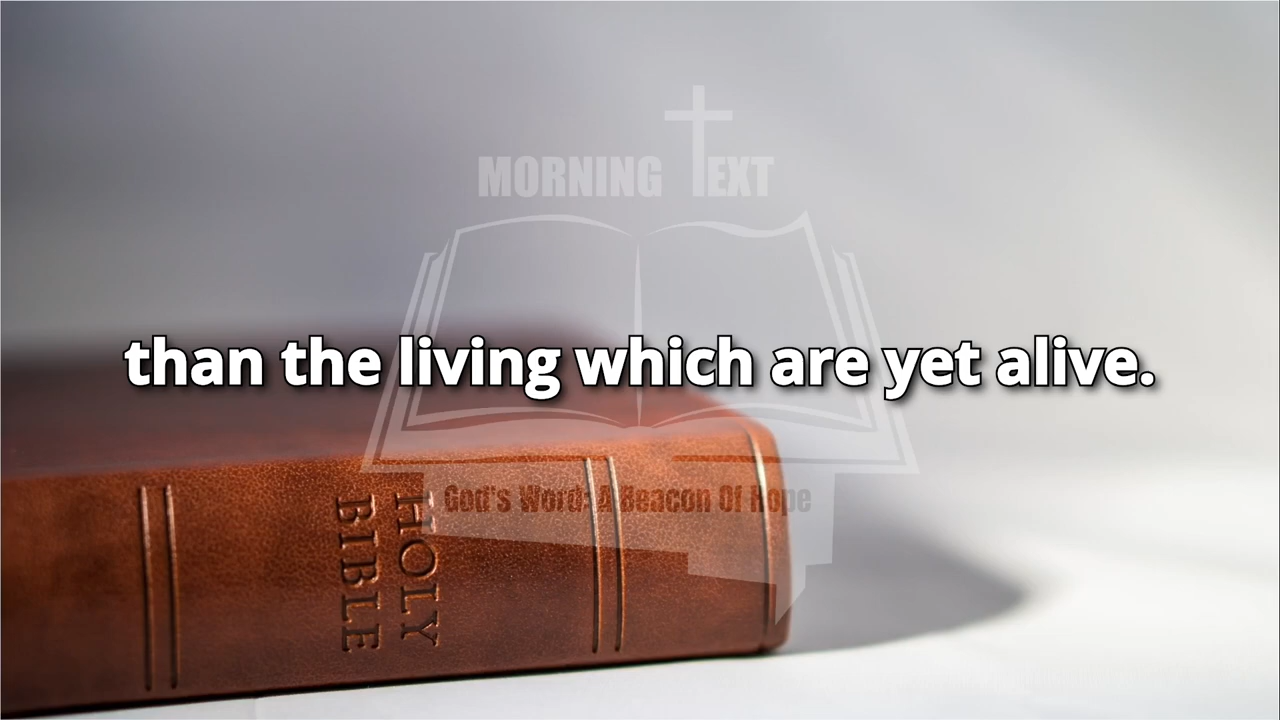 MORNING TEXT
than the living which are yet alive.
God's Word: A Beacon Of Hope
HOLY
BIBLE